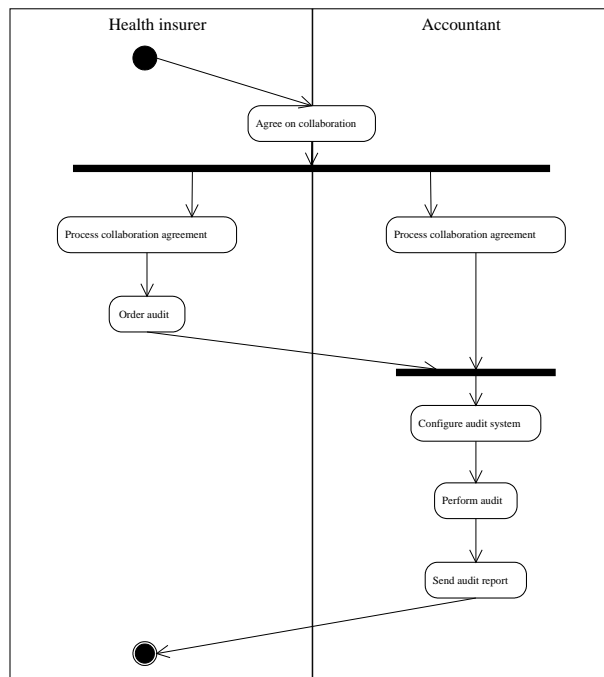 Health insurer
Accountant
Agree on collaboration
Process collaboration agreement
Process collaboration agreement
Order audit
Configure audit system
Perform audit
Send audit report